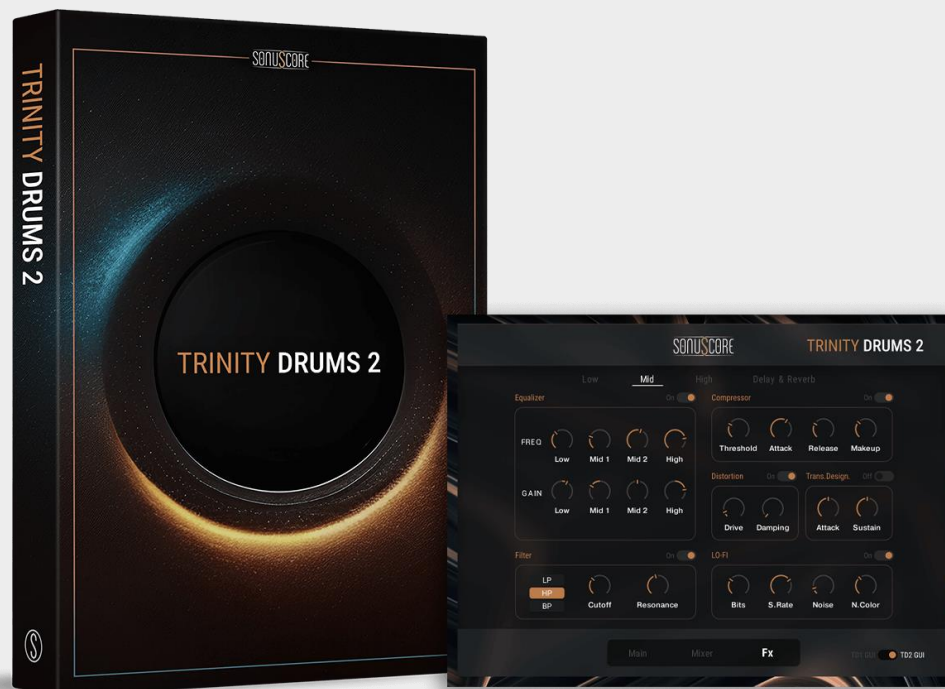 SONUSCORE
TRINITY DRUMS 2
TRINITY DRUMS 2
SONUSCORE
TRINITY DRUMS 2
Low Mid High Delay & Reverb
Equalizer On
Compressor On
FREQ
Low Mid 1 Mid 2 High
GAIN
Low Mid 1 Mid 2 High
Threshold Attack Release Makeup
Distortion On Trans.Design. Off
Drive Damping Attack Sustain
Filter On
LO-FI On
LP
HP
BP
Cutoff Resonance
Bits S.Rate Noise N.Color
Main Mixer Fx
TD1 GUI TD2 GUI